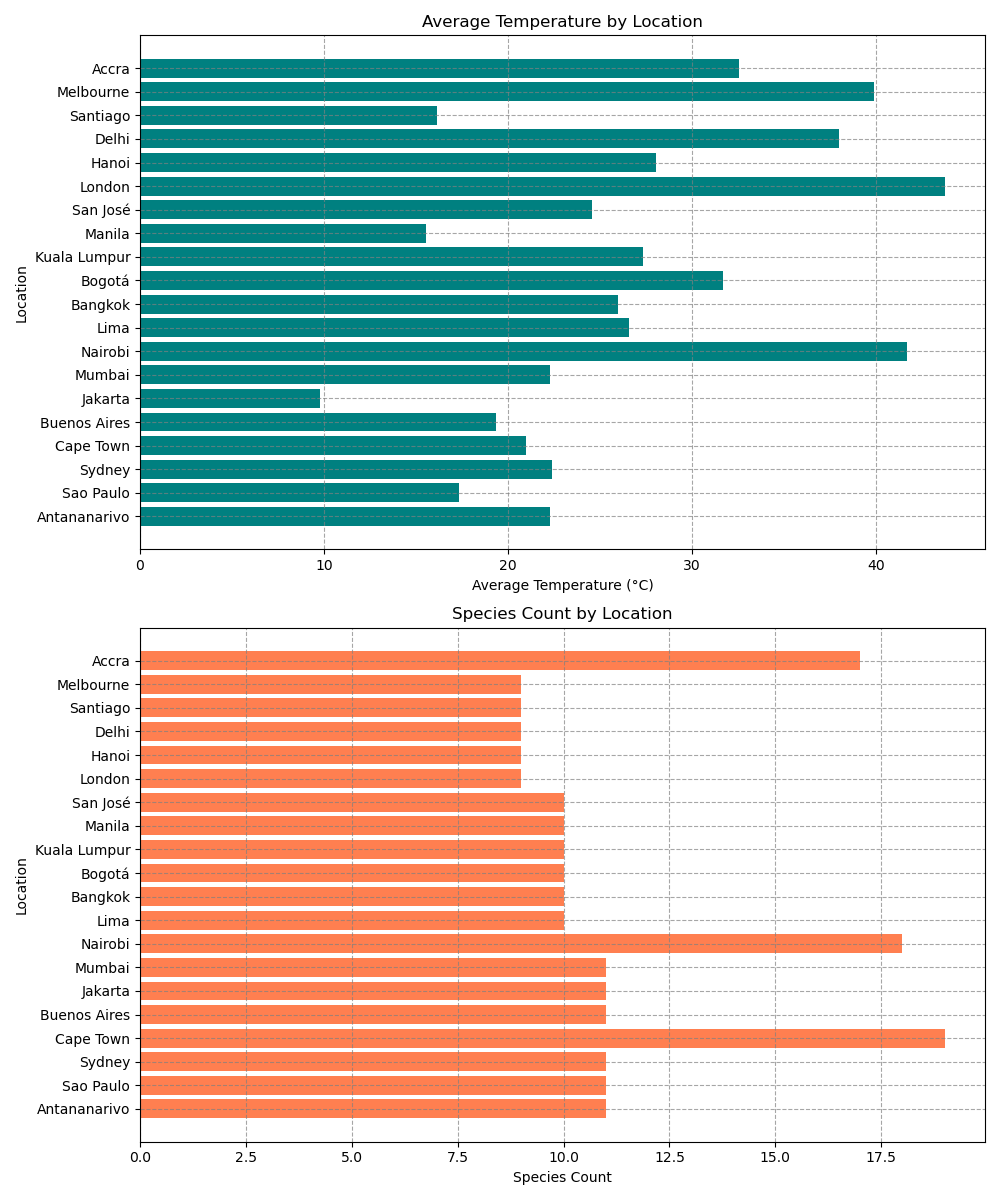 Average Temperature by Location
Location
Accra
Melbourne
Santiago
Delhi
Hanoi
London
San José
Manila
Kuala Lumpur
Bogotá
Bangkok
Lima
Nairobi
Mumbai
Jakarta
Buenos Aires
Cape Town
Sydney
Sao Paulo
Antananarivo
0 10 20 30 40
Average Temperature (°C)
Species Count by Location
Location
Accra
Melbourne
Santiago
Delhi
Hanoi
London
San José
Manila
Kuala Lumpur
Bogotá
Bangkok
Lima
Nairobi
Mumbai
Jakarta
Buenos Aires
Cape Town
Sydney
Sao Paulo
Antananarivo
0.0 2.5 5.0 7.5 10.0 12.5 15.0 17.5
Species Count